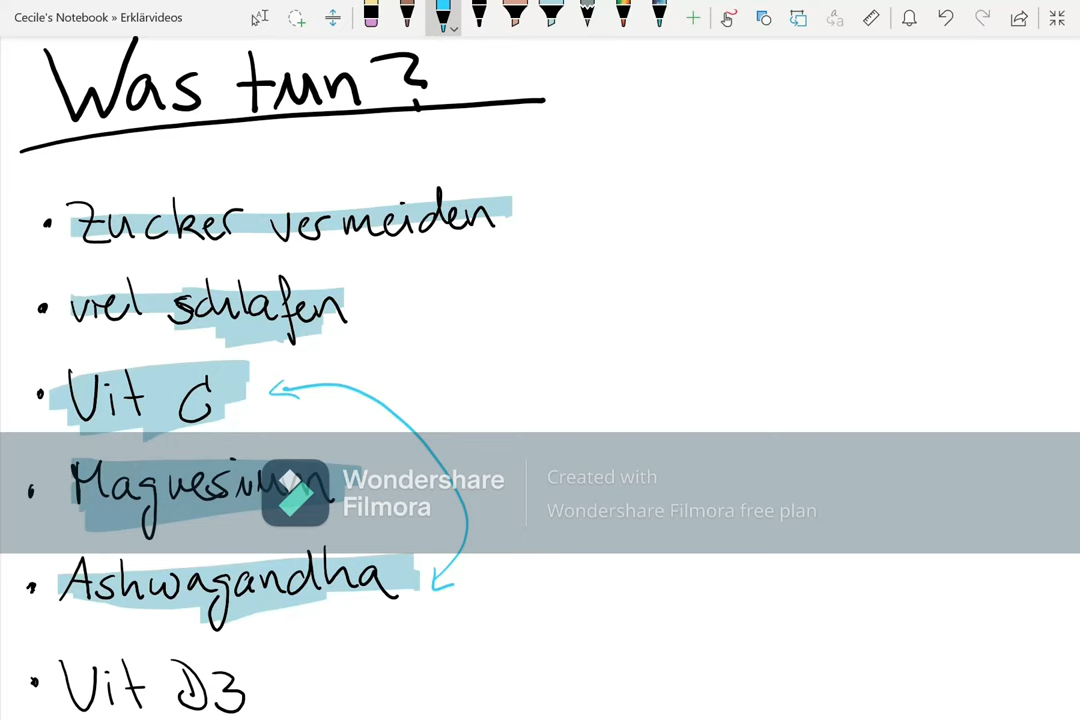 Cecile's Notebook » Erklärvideos
Was tun?
• Zucker vermeiden
• viel schlafen
• Vit C
• Magnesium
Wondershare Filmora
Created with
Wondershare Filmora free plan
• Ashwagandha
• Vit D3